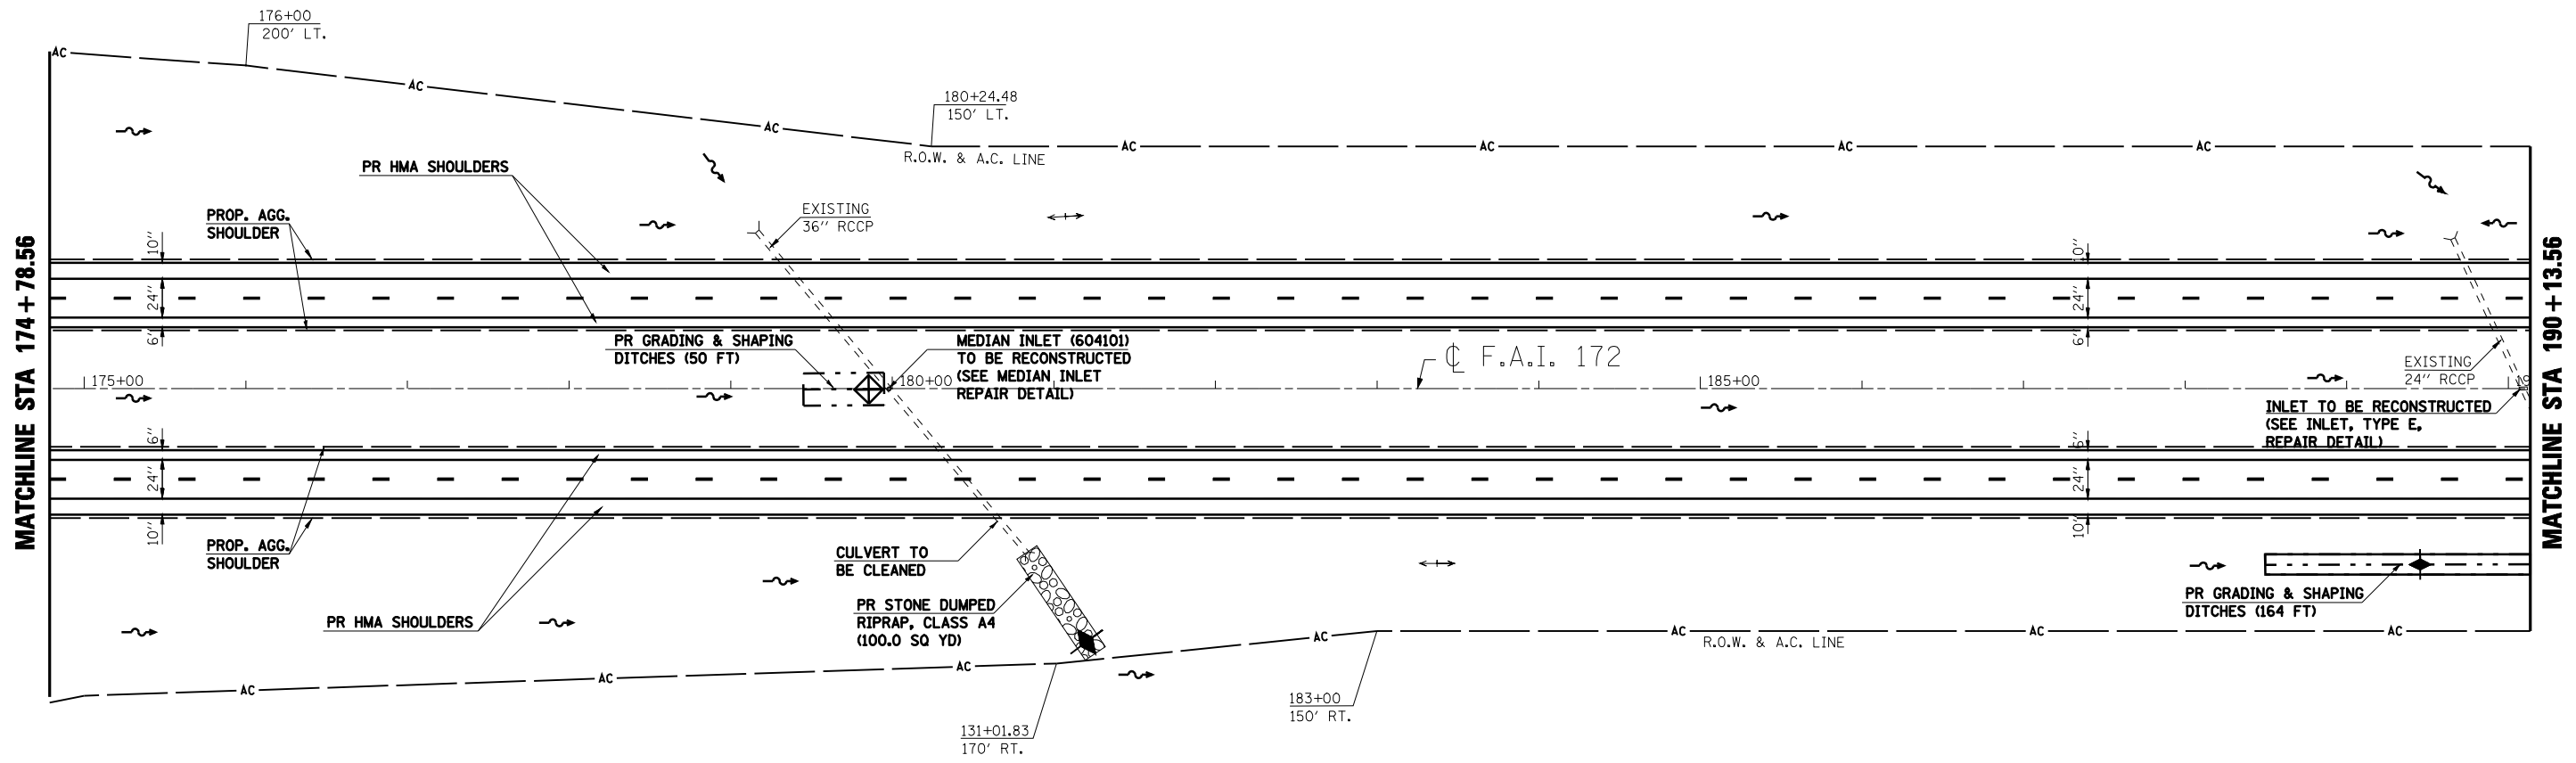 176+00
200' LT.
AC
AC
AC
180+24.48
150' LT.
R.O.W. & A.C. LINE
AC
AC
AC
AC
PR HMA SHOULDERS
PROP. AGG.
SHOULDER
EXISTING
36" RCCP
10"
24"
6"
10"
24"
6"
MATCHLINE STA 174+78.56
MATCHLINE STA 190+13.56
PR GRADING & SHAPING
DITCHES (50 FT)
MEDIAN INLET (604101)
TO BE RECONSTRUCTED
(SEE MEDIAN INLET
REPAIR DETAIL)
℄ F.A.I. 172
EXISTING
24" RCCP
175+00
180+00
185+00
INLET TO BE RECONSTRUCTED
(SEE INLET, TYPE E,
REPAIR DETAIL)
6"
24"
10"
6"
24"
10"
PROP. AGG.
SHOULDER
CULVERT TO
BE CLEANED
PR STONE DUMPED
RIPRAP, CLASS A4
(100.0 SQ YD)
PR HMA SHOULDERS
PR GRADING & SHAPING
DITCHES (164 FT)
AC
AC
AC
AC
AC
AC
AC
R.O.W. & A.C. LINE
131+01.83
170' RT.
183+00
150' RT.